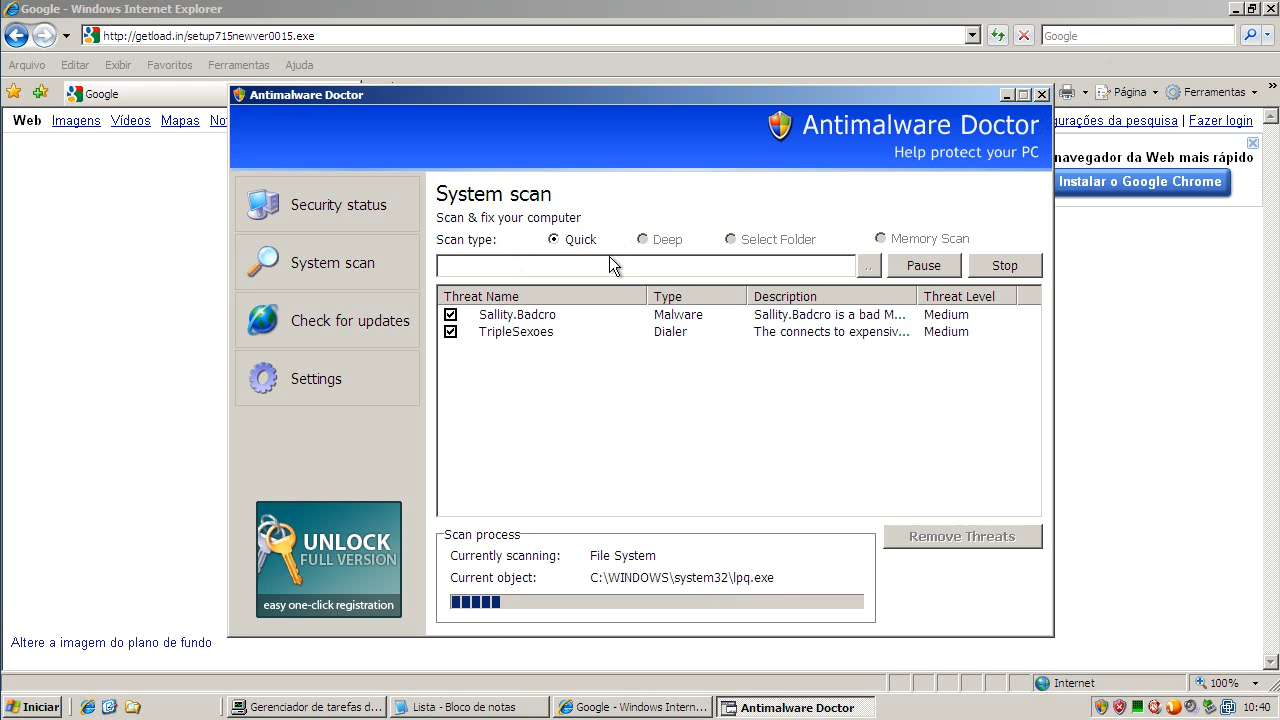 Google - Windows Internet Explorer
http://getload.in/setup715newver0015.exe
Google
Arquivo Editar Exibir Favoritos Ferramentas Ajuda
Google
Página Ferramentas »
Web Imagens Vídeos Mapas
gurações da pesquisa | Fazer login
navegador da Web mais rápido
Instalar o Google Chrome
Antimalware Doctor
Antimalware Doctor
Help protect your PC
Security status
System scan
Check for updates
Settings
UNLOCK
FULL VERSION
easy one-click registration
System scan
Scan & fix your computer
Scan type: Quick Deep Select Folder Memory Scan
.. Pause Stop
Threat Name Type Description Threat Level
Sallity.Badcro Malware Sallity.Badcro is a bad M... Medium
TripleSexoes Dialer The connects to expensiv... Medium
Remove Threats
Scan process
Currently scanning: File System
Current object: C:\WINDOWS\system32\lpq.exe
Altere a imagem do plano de fundo
Internet 100%
Iniciar
Gerenciador de tarefas d...
Lista - Bloco de notas
Google - Windows Intern...
Antimalware Doctor
10:40